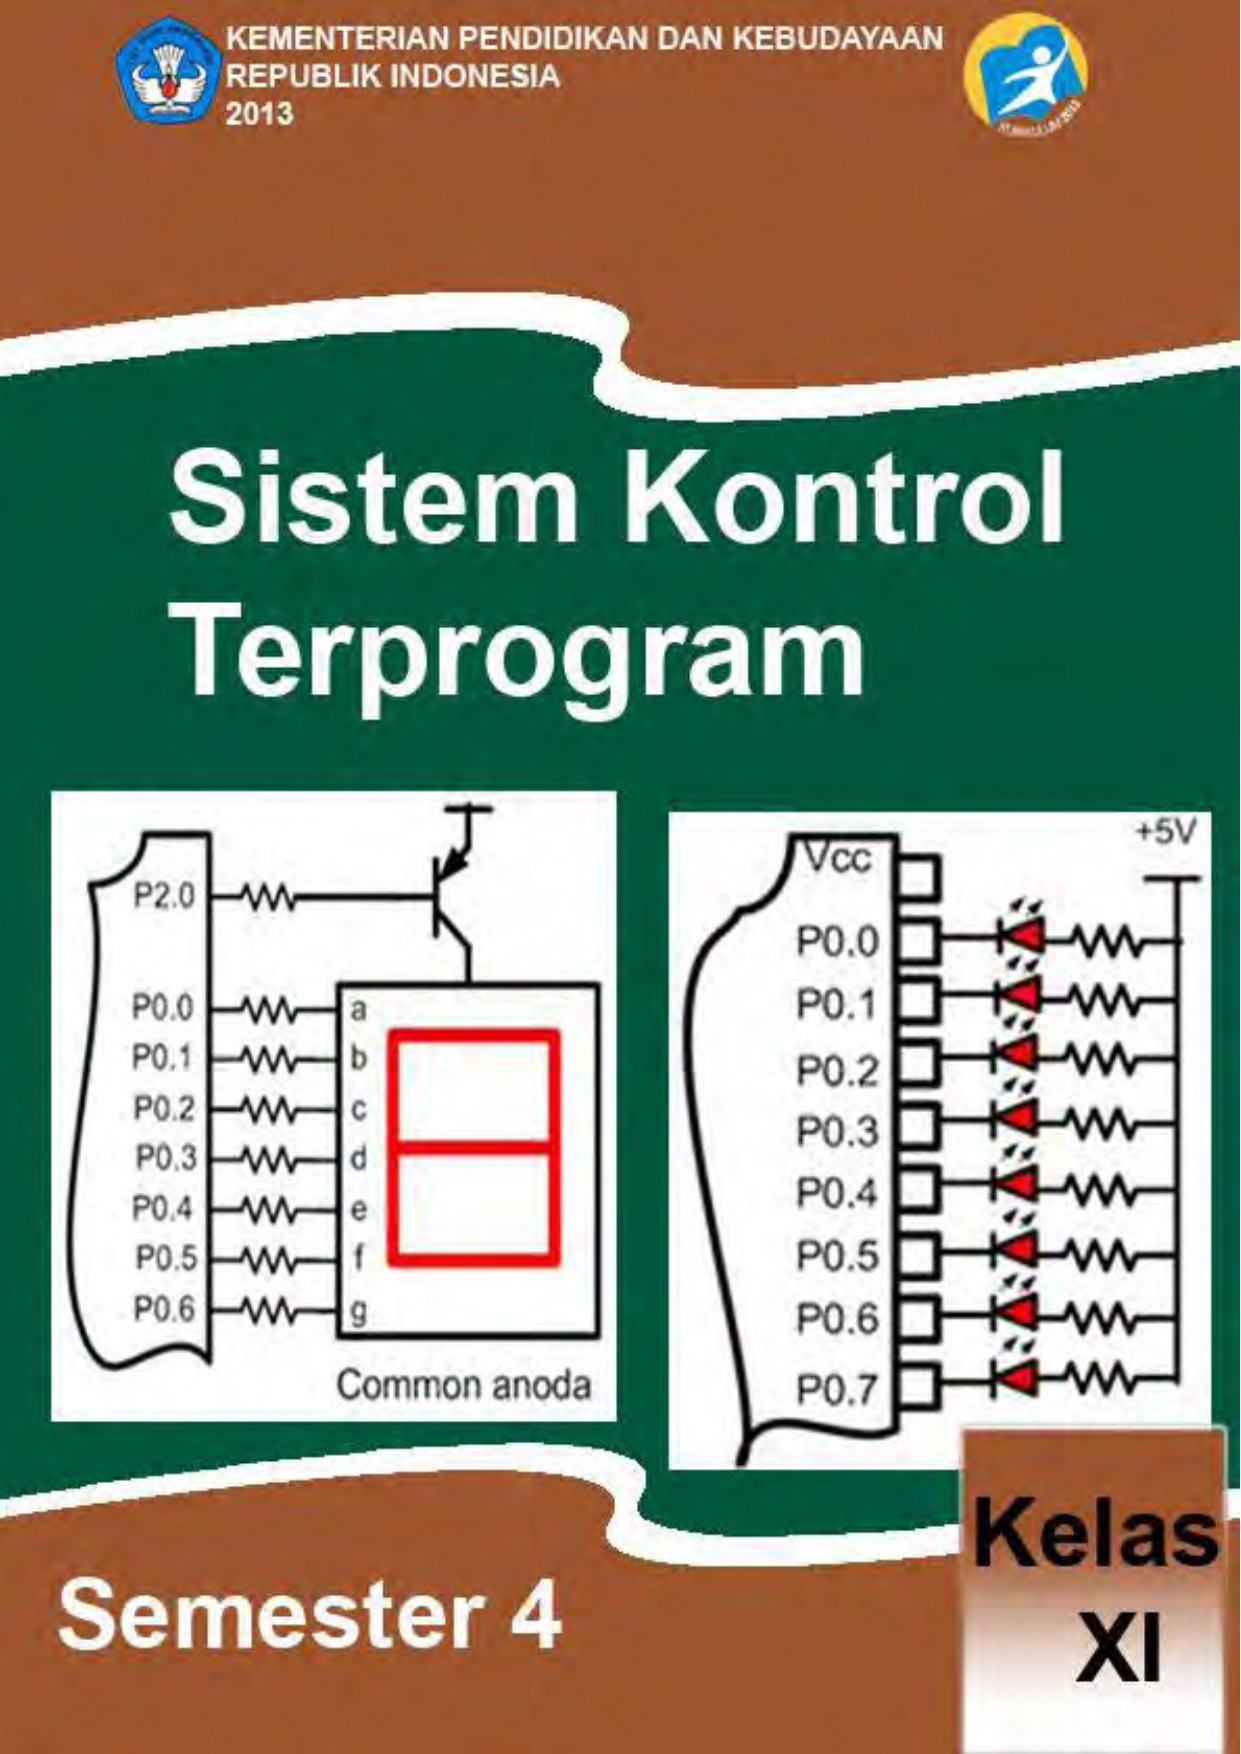 KEMENTERIAN PENDIDIKAN DAN KEBUDAYAAN
REPUBLIK INDONESIA
2013
Sistem Kontrol
Terprogram
P2.0
P0.0 a
P0.1 b
P0.2 c
P0.3 d
P0.4 e
P0.5 f
P0.6 g
Common anoda
+5V
Vcc
P0.0
P0.1
P0.2
P0.3
P0.4
P0.5
P0.6
P0.7
Semester 4
Kelas
XI